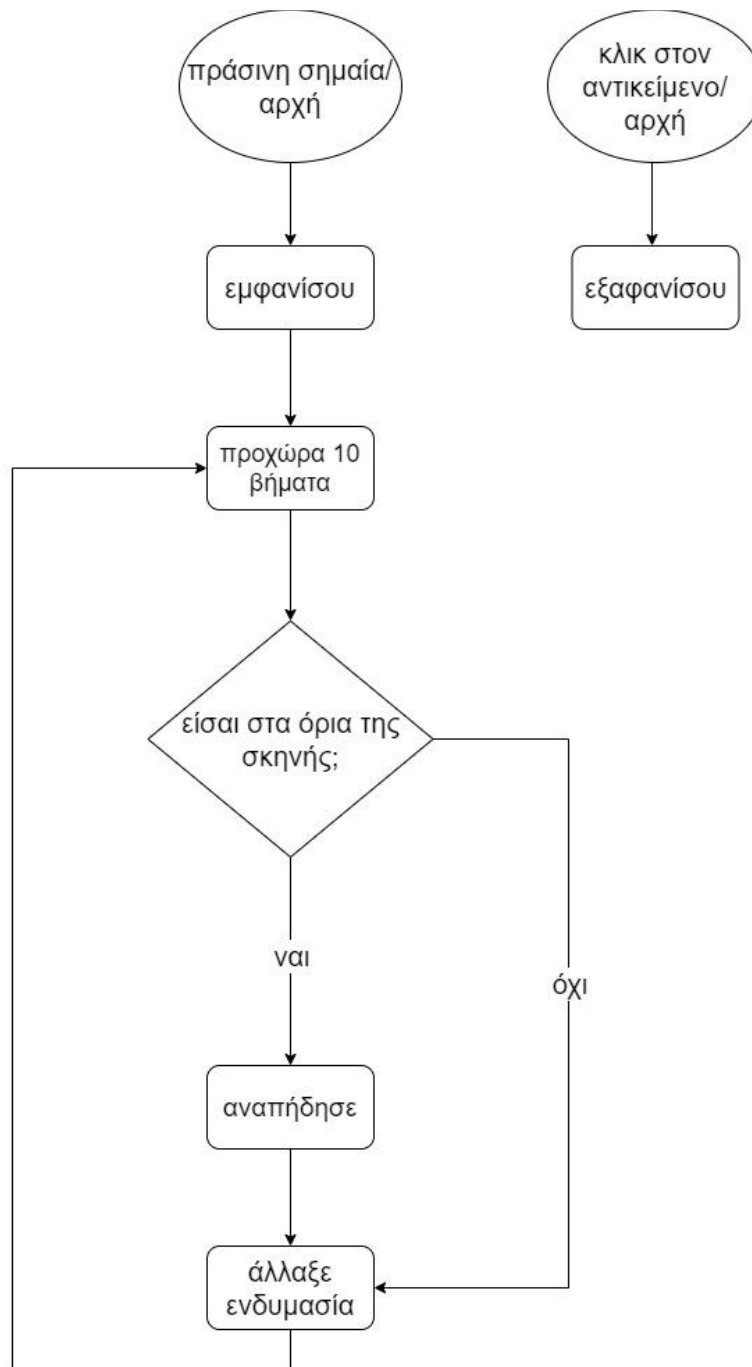 πράσινη σημαία/
αρχή
κλικ στον
αντικείμενο/
αρχή
εμφανίσου
εξαφανίσου
προχώρα 10
βήματα
είσαι στα όρια της
σκηνής;
ναι
όχι
αναπήδησε
άλλαξε
ενδυμασία